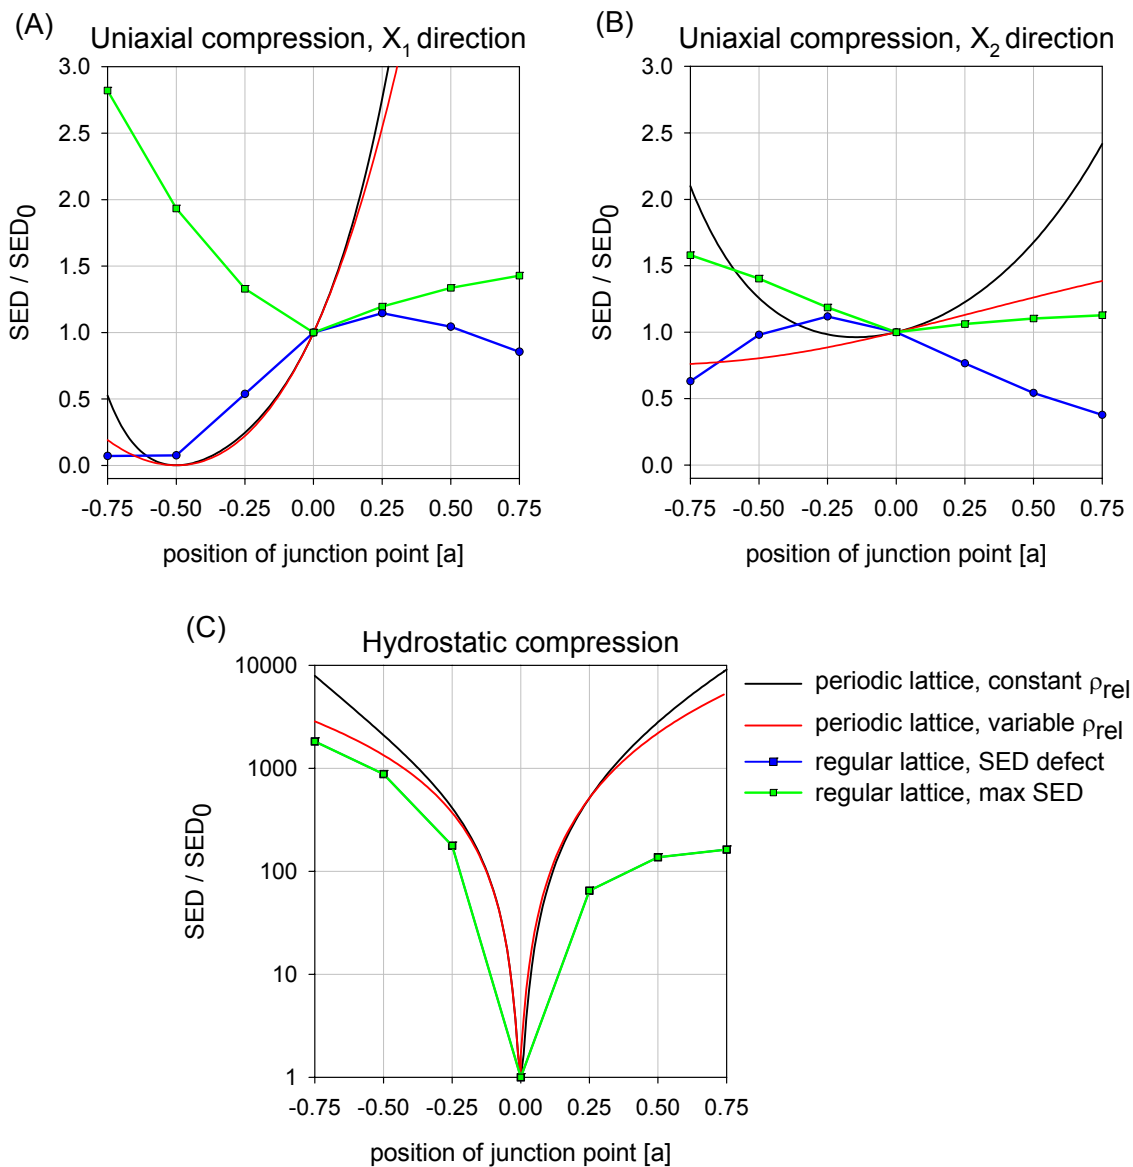 (A)
Uniaxial compression, X1 direction
3.0
2.5
2.0
1.5
1.0
0.5
0.0
SED / SED0
-0.75 -0.50 -0.25 0.00 0.25 0.50 0.75
position of junction point [a]
(B)
Uniaxial compression, X2 direction
3.0
2.5
2.0
1.5
1.0
0.5
0.0
SED / SED0
-0.75 -0.50 -0.25 0.00 0.25 0.50 0.75
position of junction point [a]
(C)
Hydrostatic compression
10000
1000
100
10
1
SED / SED0
-0.75 -0.50 -0.25 0.00 0.25 0.50 0.75
position of junction point [a]
periodic lattice, constant ρrel
periodic lattice, variable ρrel
regular lattice, SED defect
regular lattice, max SED